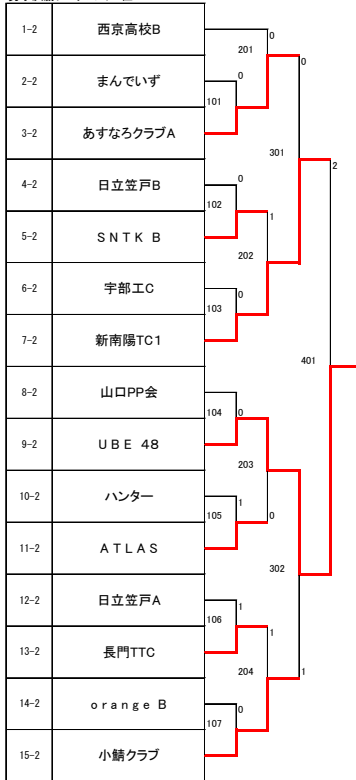 1-2 西京高校B
2-2 まんでいず
3-2 あすなろクラブA
4-2 日立笠戸B
5-2 ＳＮＴＫ Ｂ
6-2 宇部工C
7-2 新南陽TC1
8-2 山口PP会
9-2 ＵＢＥ 48
10-2 ハンター
11-2 ＡＴＬＡＳ
12-2 日立笠戸A
13-2 長門TTC
14-2 ｏｒａｎｇｅ Ｂ
15-2 小鯖クラブ
101 0
102 0
103 0
104 0
105 1
106 1
107 0
201 0
202 1
203 0
204 1
301 0
302 1
401 2